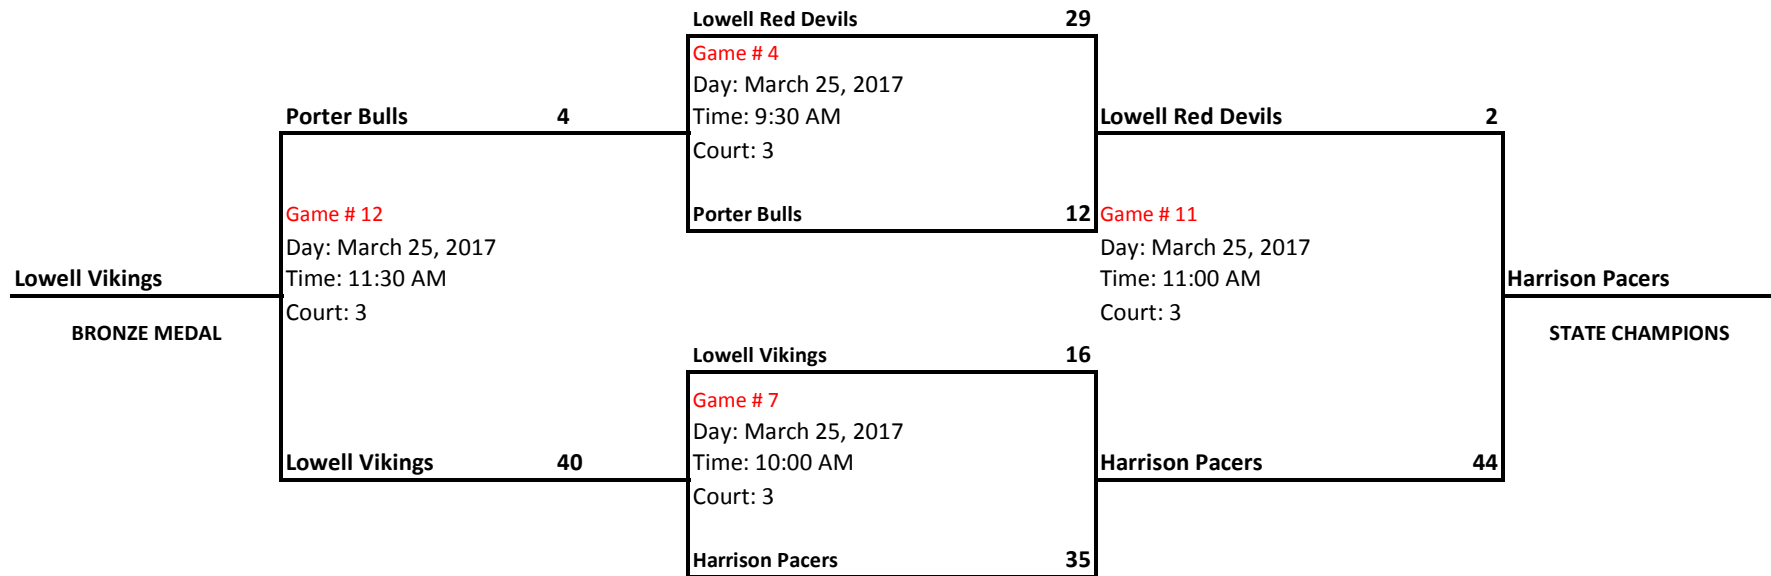 Lowell Red Devils 29
Game # 4
Day: March 25, 2017
Time: 9:30 AM
Court: 3
Porter Bulls 12
Porter Bulls 4
Game # 12
Day: March 25, 2017
Time: 11:30 AM
Court: 3
Lowell Vikings 40
Lowell Vikings
BRONZE MEDAL
Lowell Vikings 16
Game # 7
Day: March 25, 2017
Time: 10:00 AM
Court: 3
Harrison Pacers 35
Lowell Red Devils 2
Game # 11
Day: March 25, 2017
Time: 11:00 AM
Court: 3
Harrison Pacers 44
Harrison Pacers
STATE CHAMPIONS